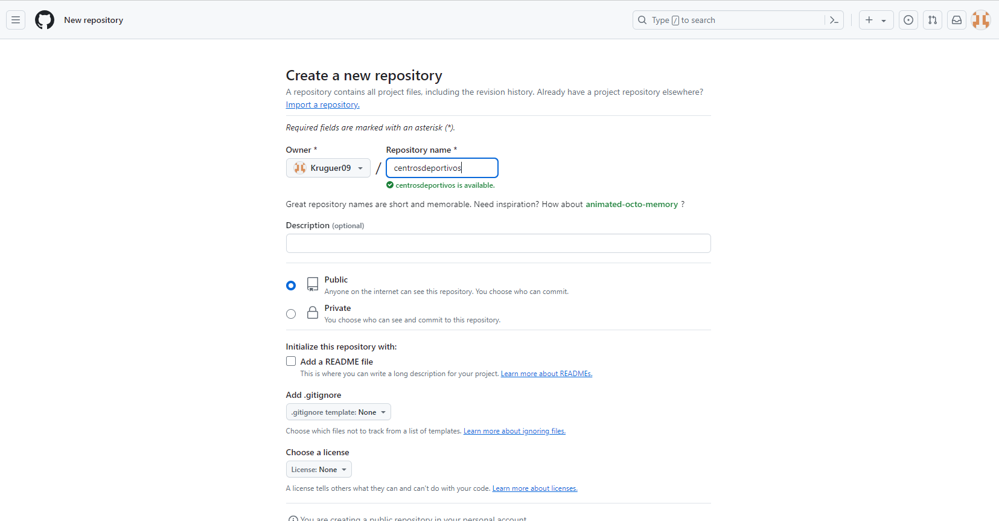 New repository
Type / to search
Create a new repository
A repository contains all project files, including the revision history. Already have a project repository elsewhere?
Import a repository.
Required fields are marked with an asterisk (*).
Owner * Repository name *
Kruguer09 / centrosdeportivos
centrosdeportivos is available.
Great repository names are short and memorable. Need inspiration? How about animated-octo-memory ?
Description (optional)
Public
Anyone on the internet can see this repository. You choose who can commit.
Private
You choose who can see and commit to this repository.
Initialize this repository with:
Add a README file
This is where you can write a long description for your project. Learn more about READMEs.
Add .gitignore
.gitignore template: None
Choose which files not to track from a list of templates. Learn more about ignoring files.
Choose a license
License: None
A license tells others what they can and can't do with your code. Learn more about licenses.
You are creating a public repository in your personal account.